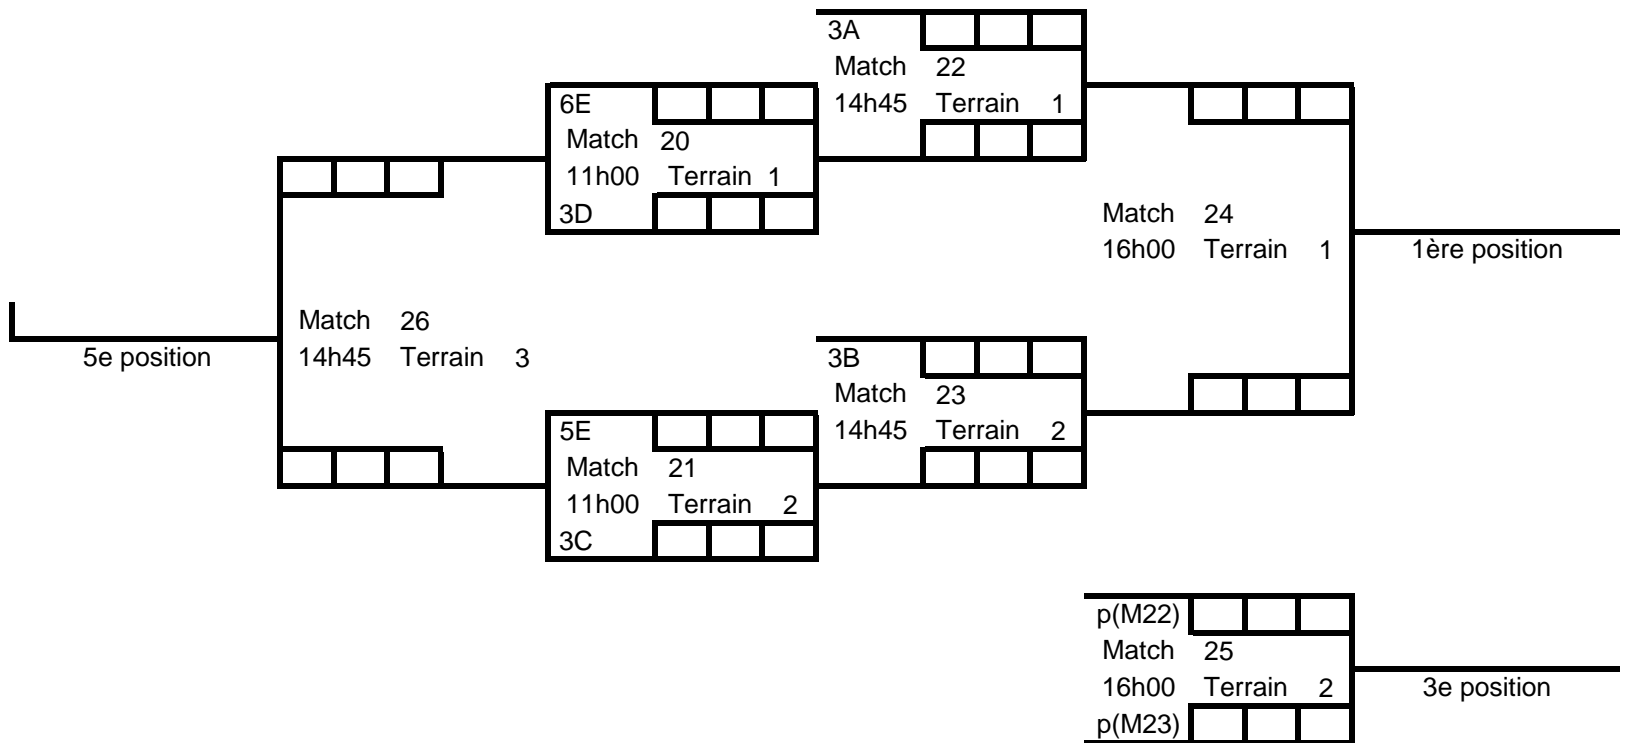 3A
Match 22
14h45 Terrain 1
6E
Match 20
11h00 Terrain 1
3D
Match 24
16h00 Terrain 1
1ère position
Match 26
14h45 Terrain 3
5e position
3B
Match 23
14h45 Terrain 2
5E
Match 21
11h00 Terrain 2
3C
p(M22)
Match 25
16h00 Terrain 2
p(M23)
3e position